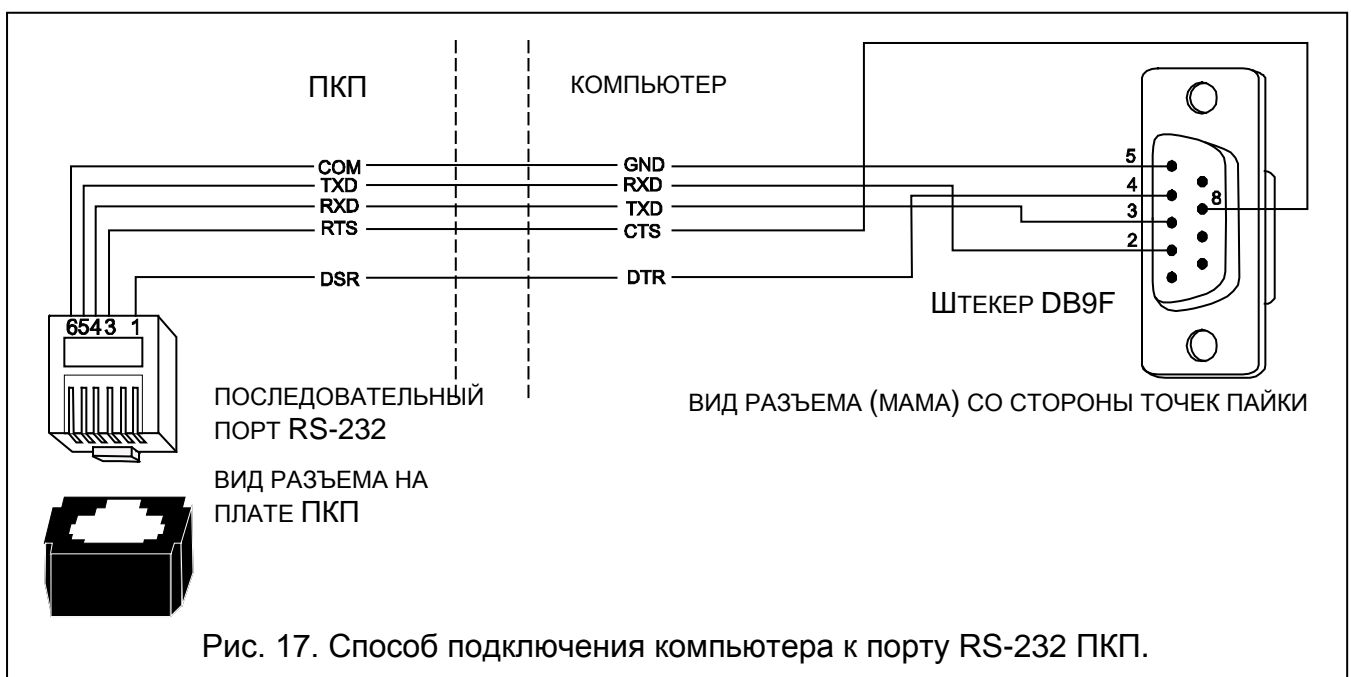 ПКП
КОМПЬЮТЕР
COM GND 5
TXD RXD 4
RXD TXD 3
RTS CTS 2
DSR DTR
8
6543 1
ШТЕКЕР DB9F
ПОСЛЕДОВАТЕЛЬНЫЙ
ПОРТ RS-232
ВИД РАЗЪЕМА (МАМА) СО СТОРОНЫ ТОЧЕК ПАЙКИ
ВИД РАЗЪЕМА НА
ПЛАТЕ ПКП
Рис. 17. Способ подключения компьютера к порту RS-232 ПКП.